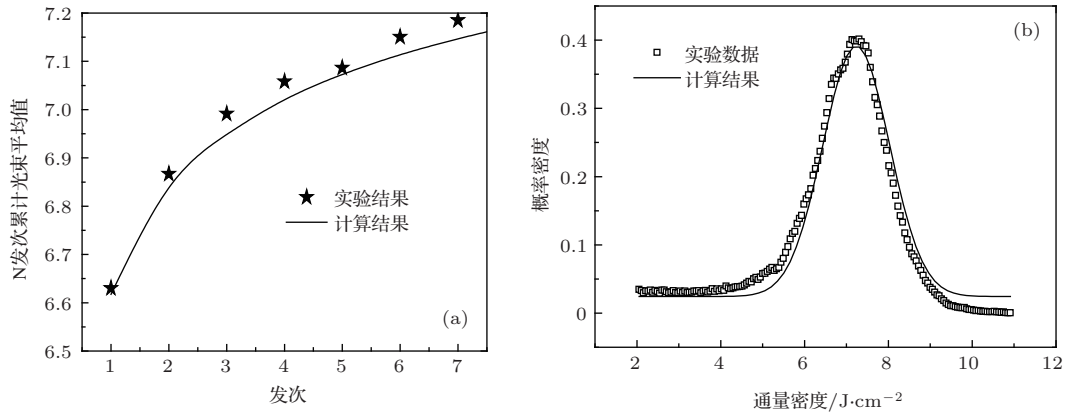 7.2
7.1
7.0
6.9
6.8
6.7
6.6
6.5
N发次累计光束平均值
实验结果
计算结果
(a)
1 2 3 4 5 6 7
发次
(b)
0.4
0.3
0.2
0.1
0
概率密度
实验数据
计算结果
2 4 6 8 10 12
通量密度/J·cm⁻²